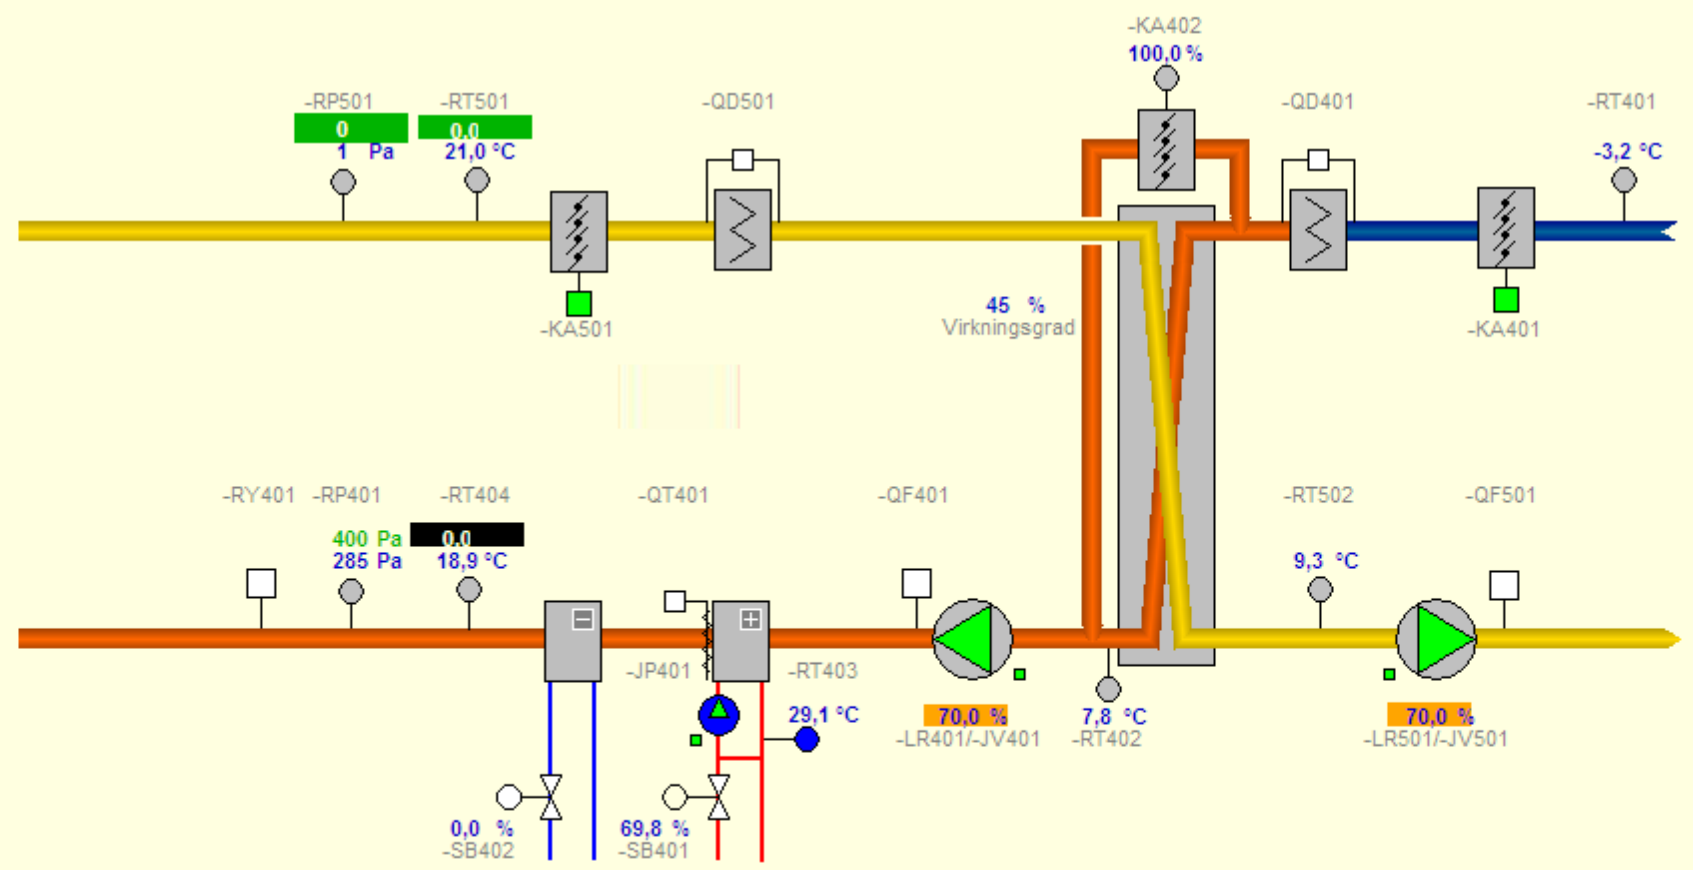 -KA402
100,0 %
-RP501
-RT501
-QD501
-QD401
-RT401
0
0,0
1 Pa
21,0 °C
-3,2 °C
45 %
Virkningsgrad
-KA501
-KA401
-RY401
-RP401
-RT404
-QT401
-QF401
-RT502
-QF501
400 Pa
0,0
285 Pa
18,9 °C
9,3 °C
-JP401
-RT403
29,1 °C
70,0 %
7,8 °C
70,0 %
-LR401/-JV401
-RT402
-LR501/-JV501
0,0 %
69,8 %
-SB402
-SB401